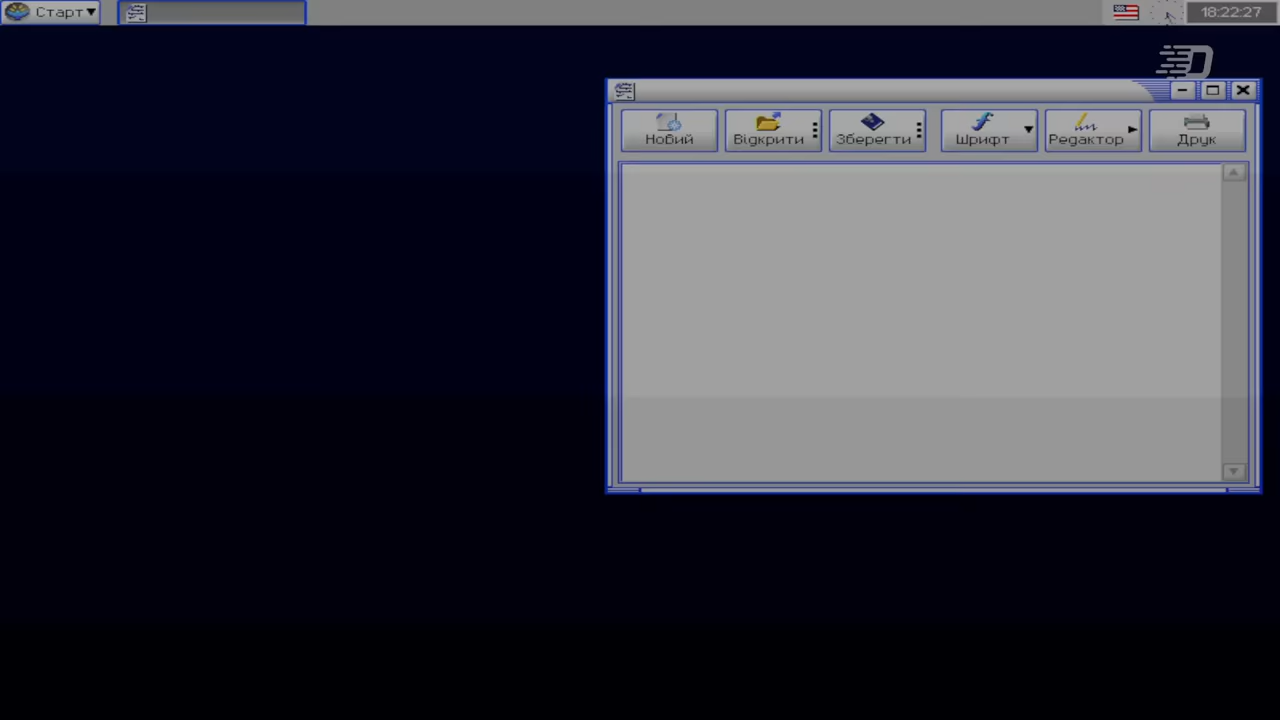 Старт
18:22:27
Новий
Відкрити
Зберегти
Шрифт
Редактор
Друк